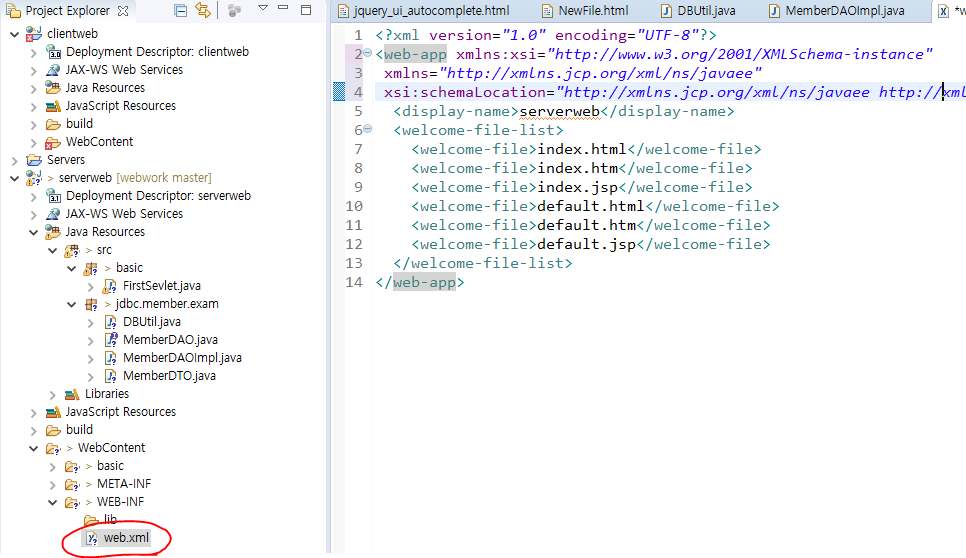 Project Explorer
clientweb
Deployment Descriptor: clientweb
JAX-WS Web Services
Java Resources
JavaScript Resources
build
WebContent
Servers
> serverweb [webwork master]
Deployment Descriptor: serverweb
JAX-WS Web Services
Java Resources
> src
> basic
FirstSevlet.java
> jdbc.member.exam
DBUtil.java
MemberDAO.java
MemberDAOImpl.java
MemberDTO.java
Libraries
JavaScript Resources
build
> WebContent
> basic
> META-INF
> WEB-INF
lib
web.xml
jquery_ui_autocomplete.html NewFile.html DBUtil.java MemberDAOImpl.java *w
1 <?xml version="1.0" encoding="UTF-8"?>
2 <web-app xmlns:xsi="http://www.w3.org/2001/XMLSchema-instance"
3 xmlns="http://xmlns.jcp.org/xml/ns/javaee"
4 xsi:schemaLocation="http://xmlns.jcp.org/xml/ns/javaee http://xml
5 <display-name>serverweb</display-name>
6 <welcome-file-list>
7 <welcome-file>index.html</welcome-file>
8 <welcome-file>index.htm</welcome-file>
9 <welcome-file>index.jsp</welcome-file>
10 <welcome-file>default.html</welcome-file>
11 <welcome-file>default.htm</welcome-file>
12 <welcome-file>default.jsp</welcome-file>
13 </welcome-file-list>
14 </web-app>